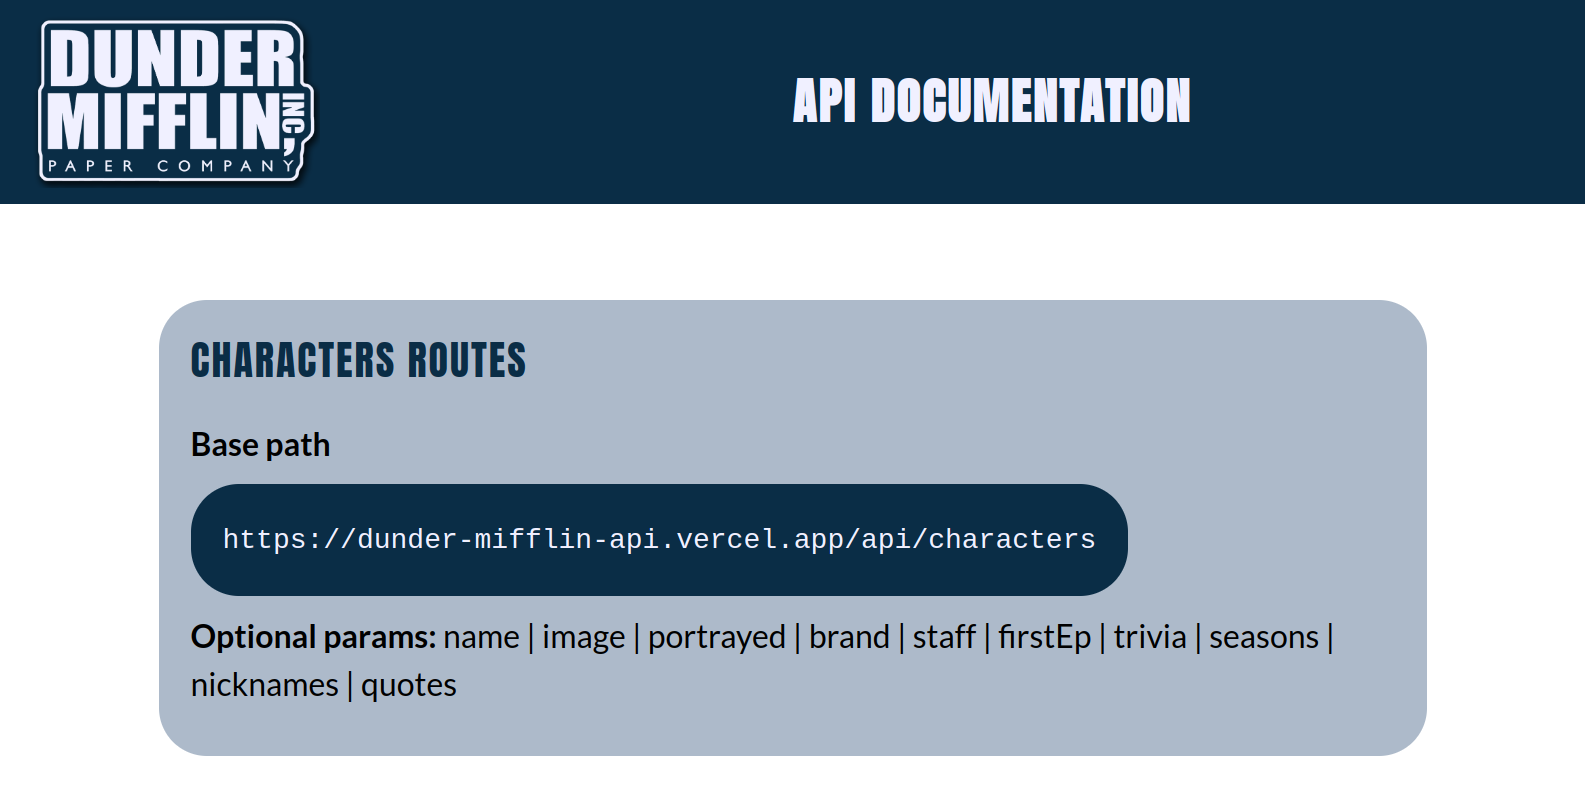 DUNDER
MIFFLIN INC.,
PAPER COMPANY
API DOCUMENTATION
CHARACTERS ROUTES
Base path
https://dunder-mifflin-api.vercel.app/api/characters
Optional params: name | image | portrayed | brand | staff | firstEp | trivia | seasons |
nicknames | quotes